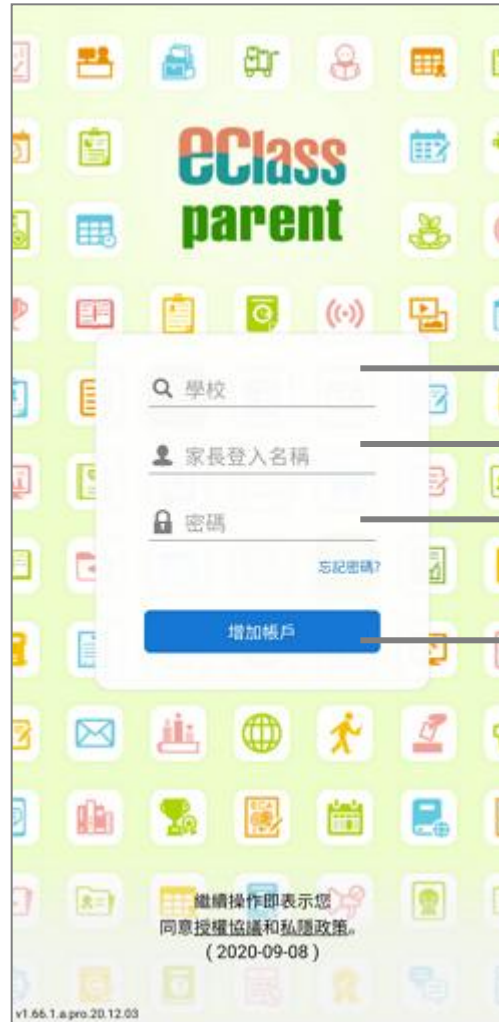 eClass
parent
學校
家長登入名稱
密碼
忘記密碼?
增加帳戶
繼續操作即表示您
同意授權協議和私隱政策。
( 2020-09-08 )
v1.66.1.a.pro.20.12.03